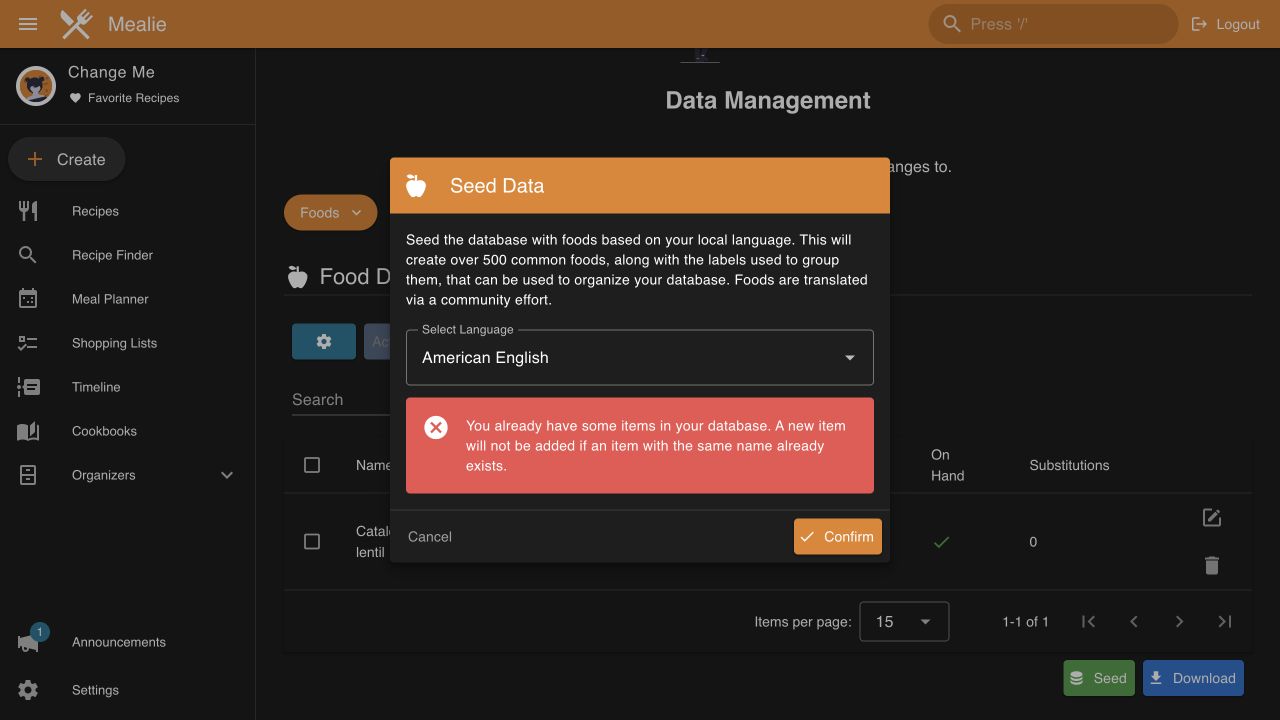 Mealie
Press '/'
Logout
Change Me
Favorite Recipes
Create
Recipes
Recipe Finder
Meal Planner
Shopping Lists
Timeline
Cookbooks
Organizers
1
Announcements
Settings
Data Management
anges to.
Foods
Food D
Ac
Search
Name
On
Hand
Substitutions
Catal
lentil
0
Items per page:
15
1-1 of 1
Seed
Download
Seed Data
Seed the database with foods based on your local language. This will
create over 500 common foods, along with the labels used to group
them, that can be used to organize your database. Foods are translated
via a community effort.
Select Language
American English
You already have some items in your database. A new item
will not be added if an item with the same name already
exists.
Cancel
Confirm